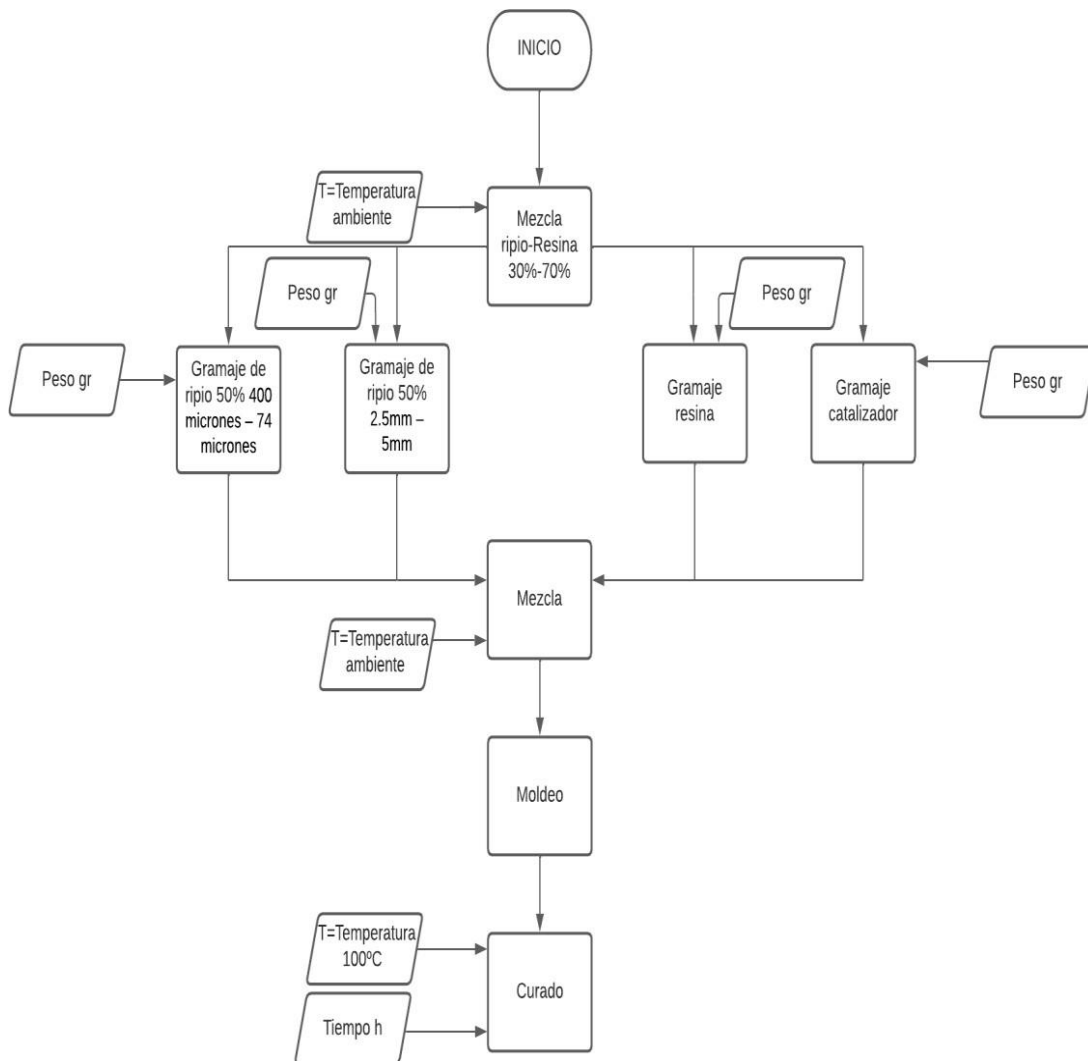 INICIO
T=Temperatura
ambiente
Mezcla
ripio-Resina
30%-70%
Peso gr
Peso gr
Peso gr
Gramaje de
ripio 50% 400
micrones – 74
micrones
Gramaje de
ripio 50%
2.5mm –
5mm
Gramaje
resina
Gramaje
catalizador
Peso gr
Mezcla
T=Temperatura
ambiente
Moldeo
T=Temperatura
100ºC
Curado
Tiempo h